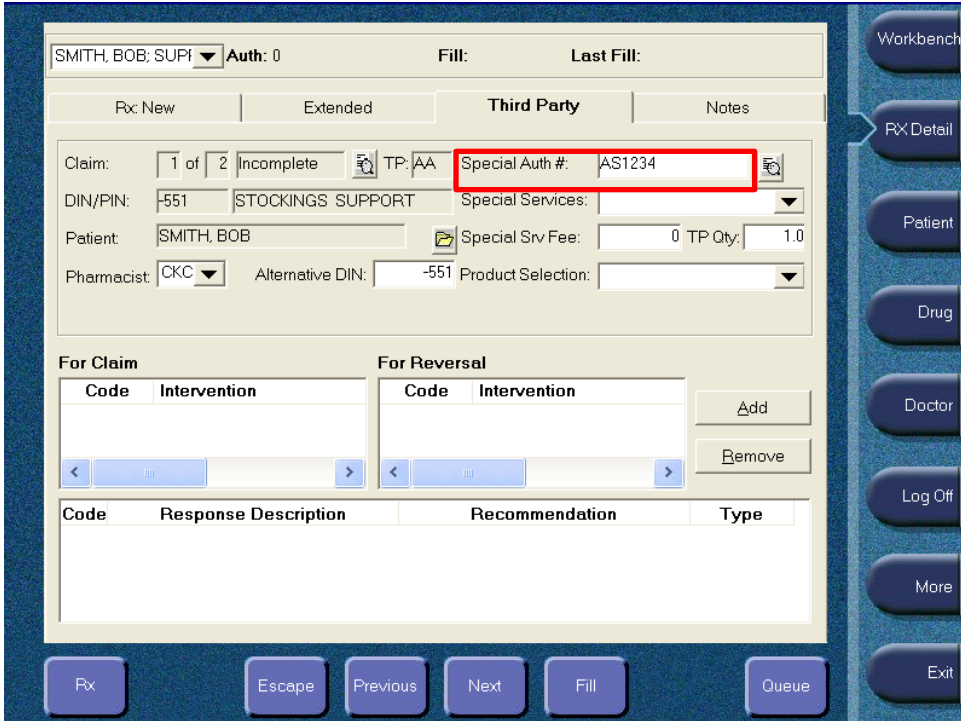 SMITH, BOB; SUPF Auth: 0 Fill: Last Fill:
Rx: New Extended Third Party Notes
Claim: 1 of 2 Incomplete TP: AA Special Auth #: AS1234
DIN/PIN: -551 STOCKINGS SUPPORT Special Services:
Patient: SMITH, BOB Special Srv Fee: 0 TP Qty: 1.0
Pharmacist: CKC Alternative DIN: -551 Product Selection:
For Claim For Reversal
Code Intervention Code Intervention
Add
Remove
Code Response Description Recommendation Type
Rx Escape Previous Next Fill Queue
Workbench
RX Detail
Patient
Drug
Doctor
Log Off
More
Exit